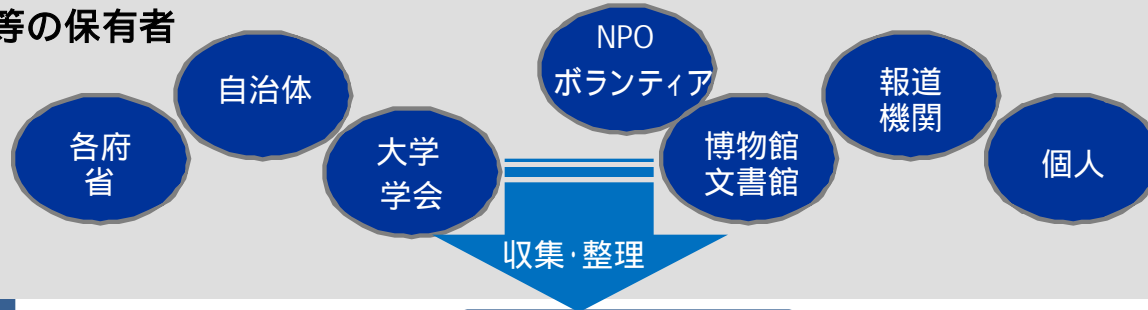 等の保有者
各府
省
自治体
大学
学会
NPO
ボランティア
博物館
文書館
報道
機関
個人
収集・整理